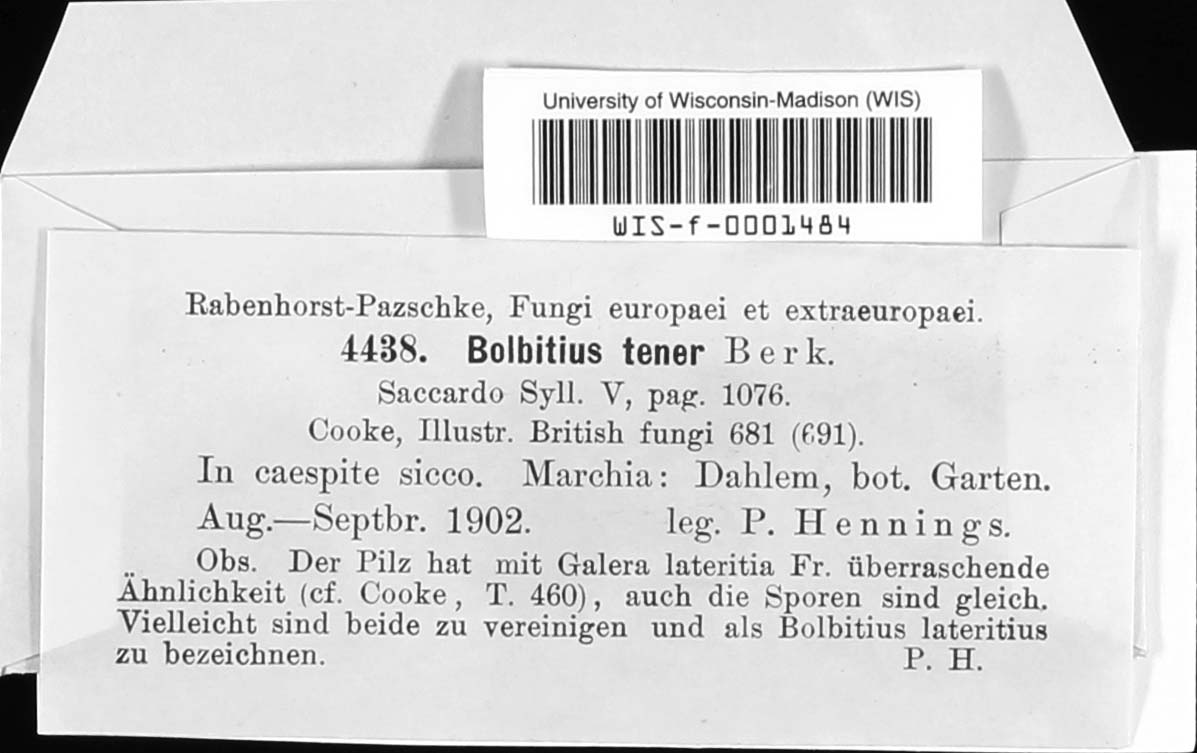 University of Wisconsin-Madison (WIS)
WIS-f-0001484
Rabenhorst-Pazschke, Fungi europaei et extraeuropaei.
4438. Bolbitius tener Berk.
Saccardo Syll. V, pag. 1076.
Cooke, Illustr. British fungi 681 (691).
In caespite sicco. Marchia: Dahlem, bot. Garten.
Aug.—Septbr. 1902. leg. P. Hennings.
Obs. Der Pilz hat mit Galera lateritia Fr. überraschende
Ähnlichkeit (cf. Cooke, T. 460), auch die Sporen sind gleich.
Vielleicht sind beide zu vereinigen und als Bolbitius lateritius
zu bezeichnen. P. H.